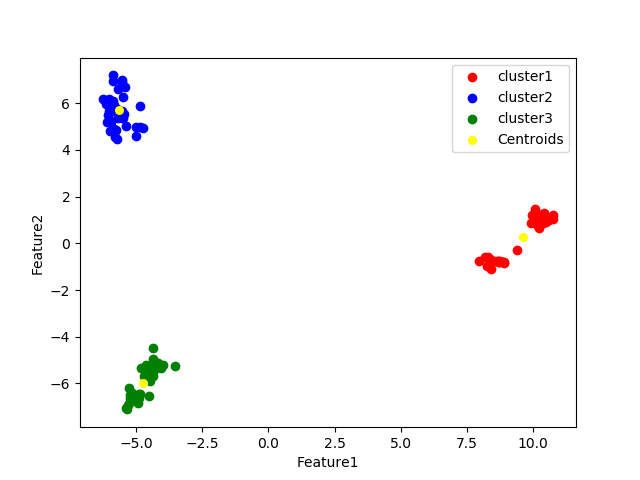 cluster1
cluster2
cluster3
Centroids
6
4
2
0
−2
−4
−6
Feature2
−5.0 −2.5 0.0 2.5 5.0 7.5 10.0
Feature1